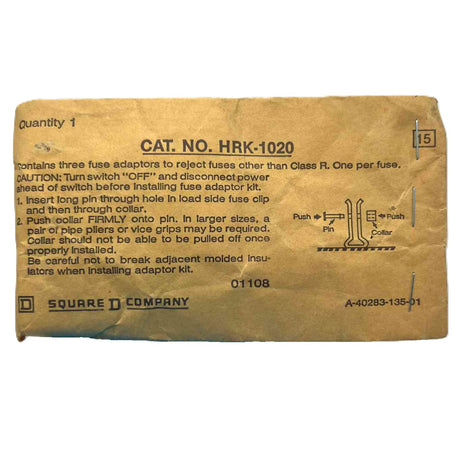 Quantity 1
15
CAT. NO. HRK-1020
Contains three fuse adaptors to reject fuses other than Class R. One per fuse.
CAUTION: Turn switch "OFF" and disconnect power
ahead of switch before installing fuse adaptor kit.
1. Insert long pin through hole in load side fuse clip
and then through collar.
2. Push collar FIRMLY onto pin. In larger sizes, a
pair of pipe pliers or vice grips may be required.
Collar should not be able to be pulled off once
properly installed.
Be careful not to break adjacent molded insu-
lators when installing adaptor kit.
Push
Pin
Push
Collar
01108
D SQUARE D COMPANY
A-40283-135-01